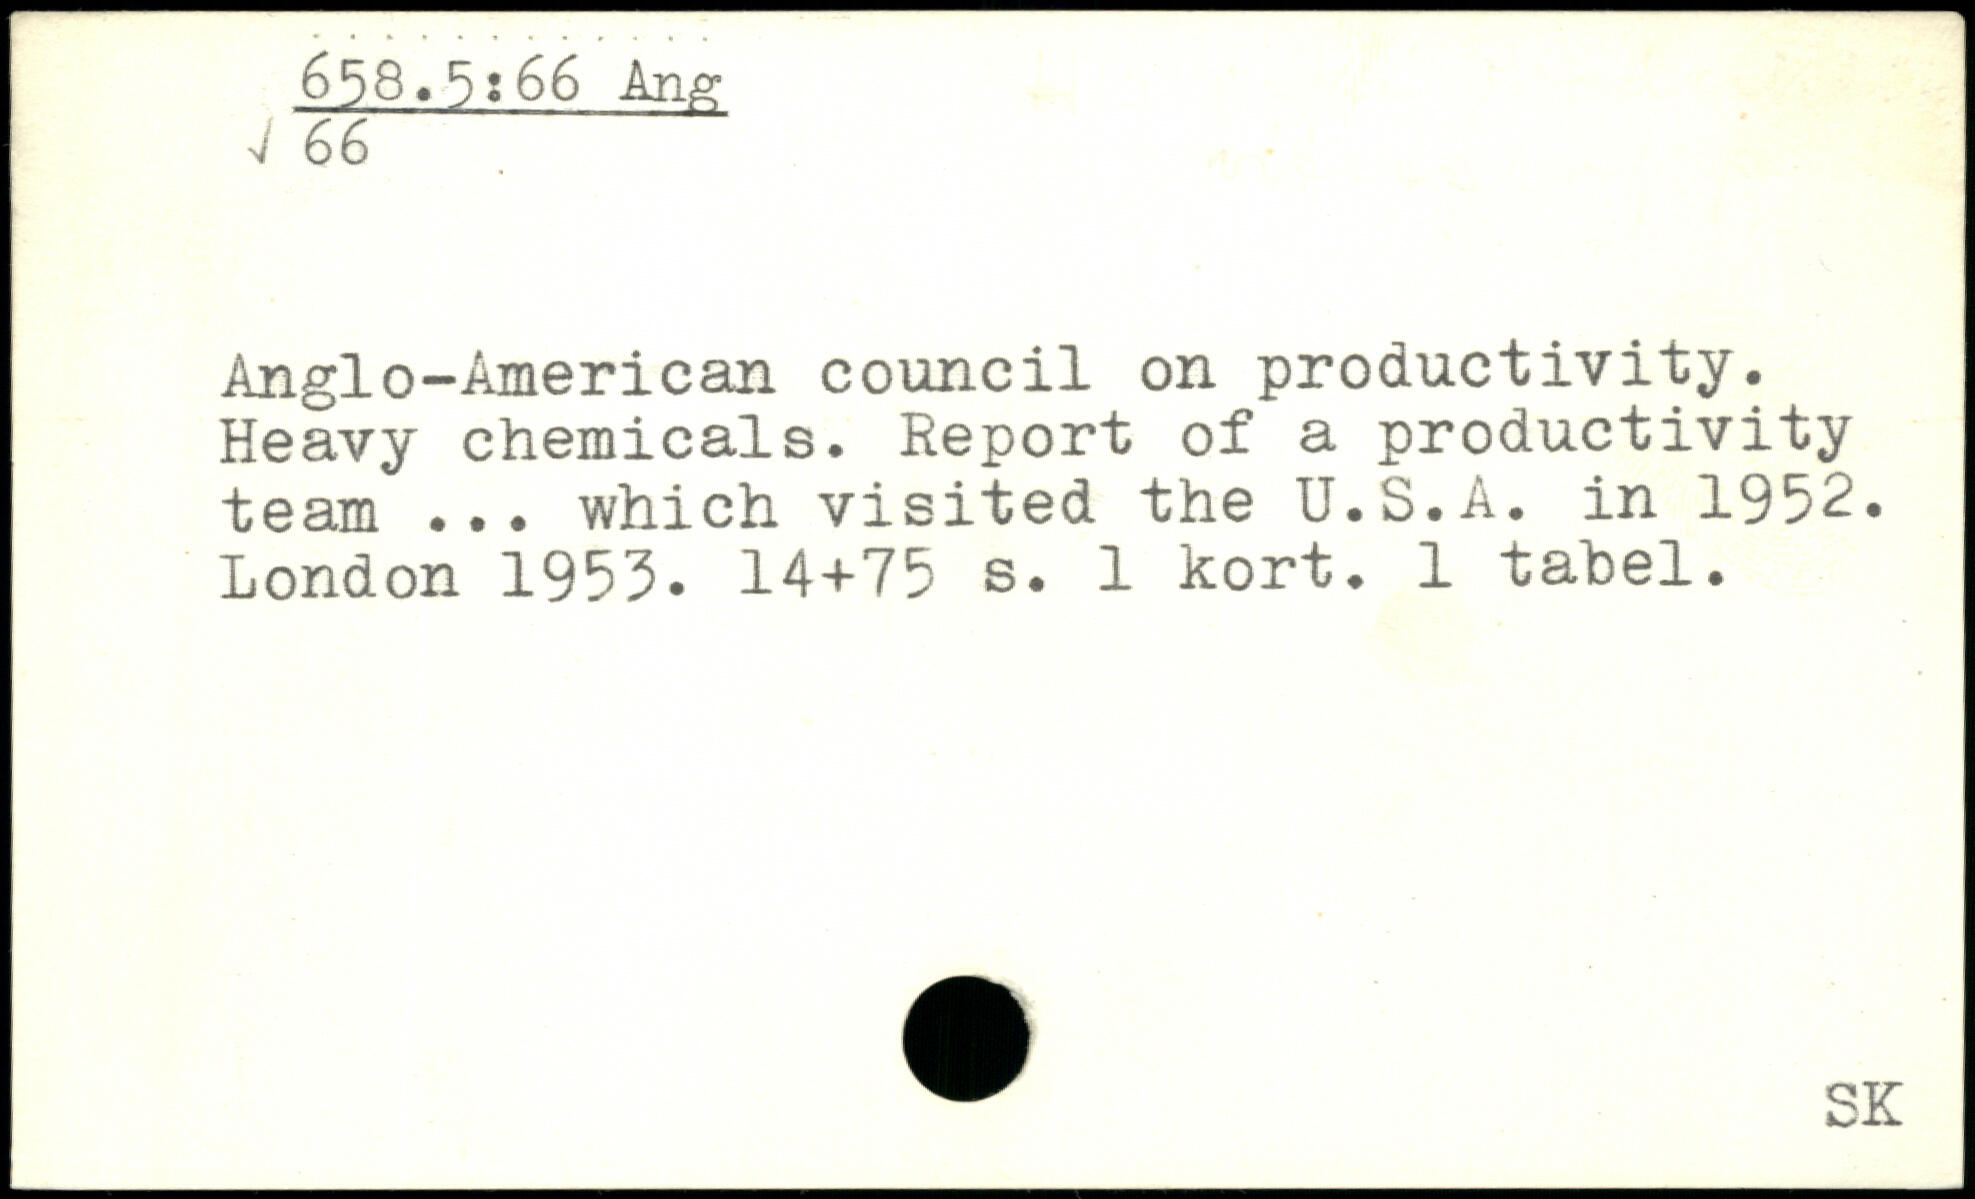 658.5:66 Ang
√ 66
Anglo-American council on productivity.
Heavy chemicals. Report of a productivity
team ... which visited the U.S.A. in 1952.
London 1953. 14+75 s. 1 kort. 1 tabel.
SK